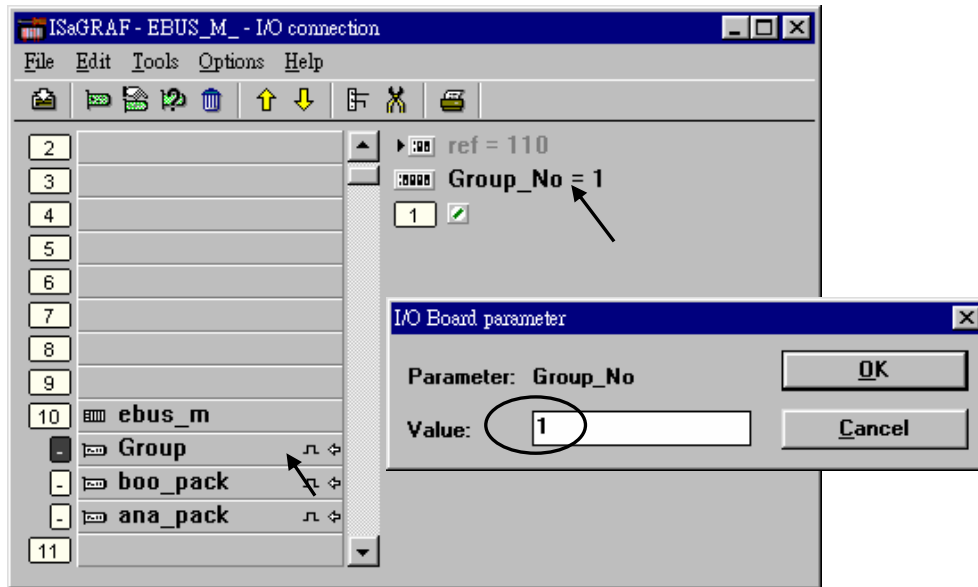 ISaGRAF - EBUS_M_ - I/O connection
File Edit Tools Options Help
2
3
4
5
6
7
8
9
10 ebus_m
- Group
- boo_pack
- ana_pack
11
ref = 110
Group_No = 1
1
I/O Board parameter
Parameter: Group_No
Value: 1
OK
Cancel